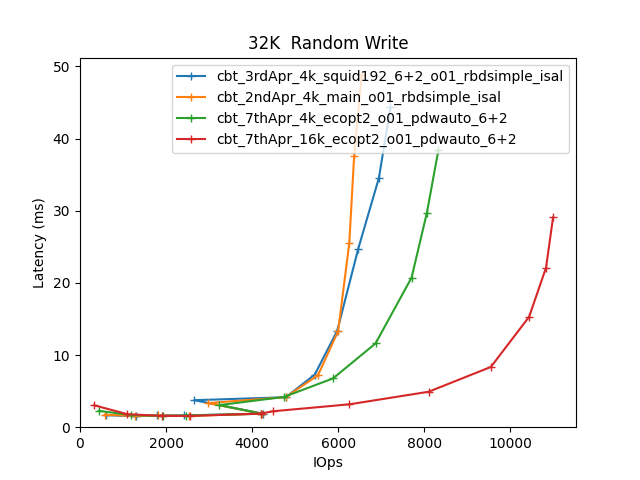 32K  Random Write
cbt_3rdApr_4k_squid192_6+2_o01_rbdsimple_isal
cbt_2ndApr_4k_main_o01_rbdsimple_isal
cbt_7thApr_4k_ecopt2_o01_pdwauto_6+2
cbt_7thApr_16k_ecopt2_o01_pdwauto_6+2
Latency (ms)
50
40
30
20
10
0
0 2000 4000 6000 8000 10000
IOps